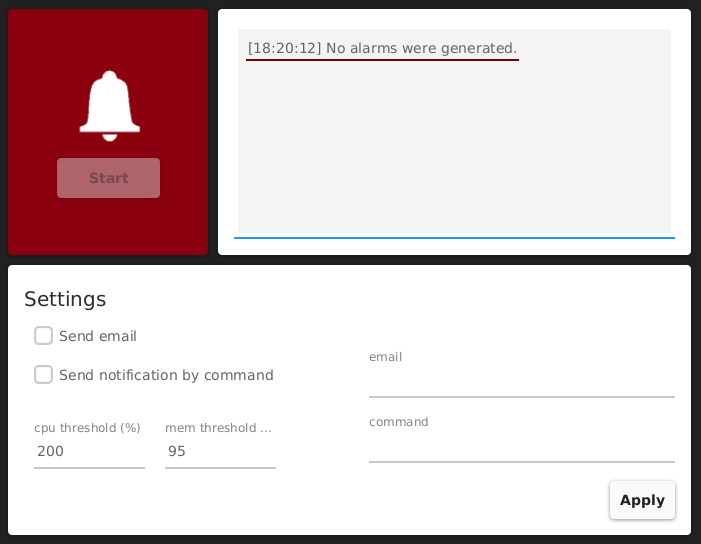 Start
[18:20:12] No alarms were generated.
Settings
Send email
Send notification by command
cpu threshold (%)
mem threshold ...
200
95
email
command
Apply